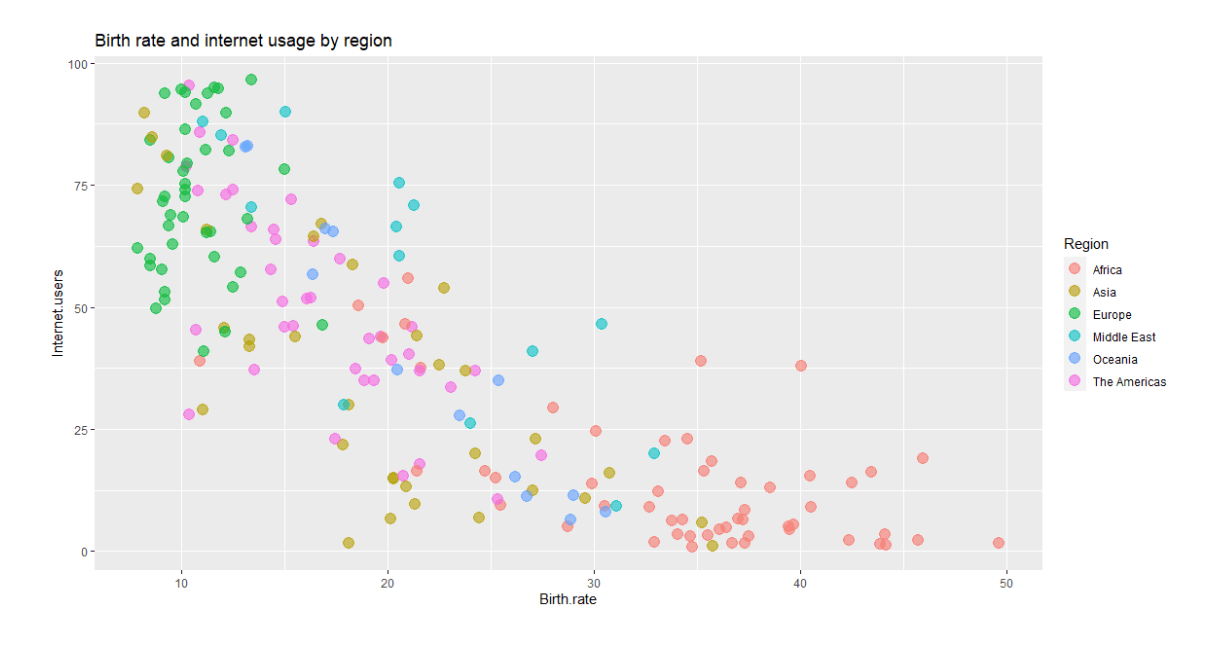 Birth rate and internet usage by region
100
75
50
25
0
Internet.users
10
20
30
40
50
Birth.rate
Region
Africa
Asia
Europe
Middle East
Oceania
The Americas